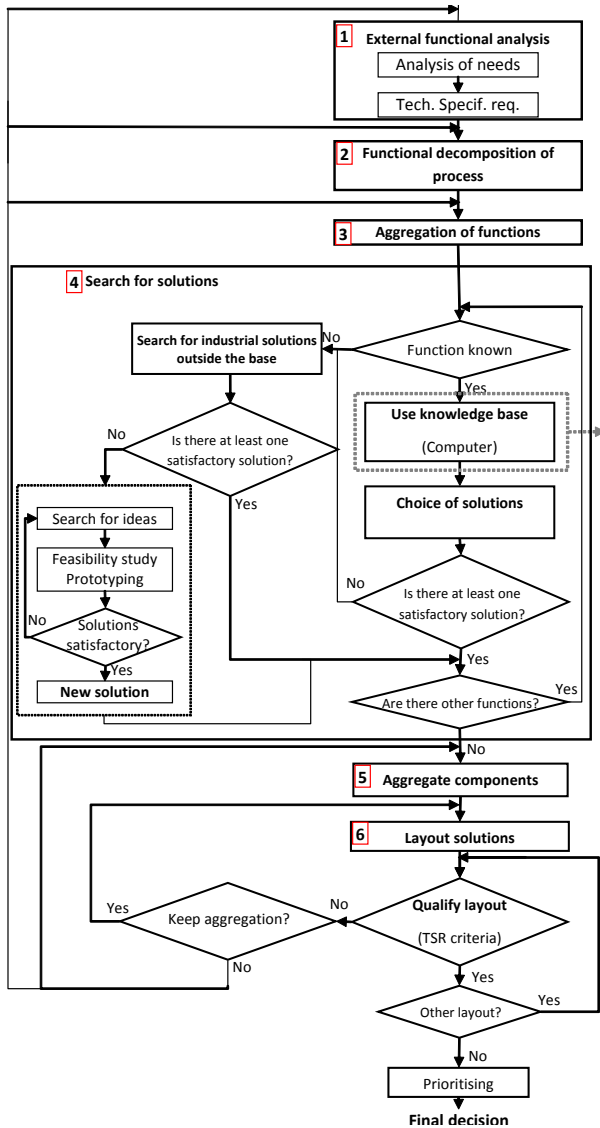 1
External functional analysis
Analysis of needs
Tech. Specif. req.
2
Functional decomposition of
process
3
Aggregation of functions
4
Search for solutions
Search for industrial solutions
outside the base
No
Function known
Yes
Use knowledge base
(Computer)
No
Is there at least one
satisfactory solution?
Yes
Choice of solutions
Search for ideas
Feasibility study
Prototyping
No
Solutions
satisfactory?
Yes
New solution
No
Is there at least one
satisfactory solution?
Yes
Are there other functions?
Yes
No
5
Aggregate components
6
Layout solutions
Yes
Keep aggregation?
No
No
Qualify layout
(TSR criteria)
Yes
Other layout?
Yes
No
Prioritising
Final decision